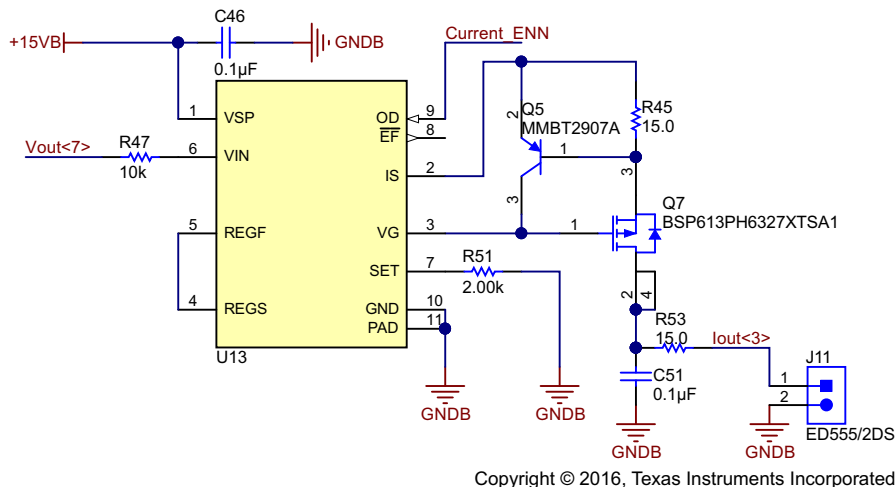 C46
+15VB
GNDB
0.1µF
Current_ENN
1
VSP
OD
9
EF
8
Q5
MMBT2907A
2
R45
15.0
R47
Vout<7>
10k
6
VIN
IS
2
1
3
3
Q7
BSP613PH6327XTSA1
5
REGF
VG
3
1
SET
7
R51
2.00k
4
REGS
GND
10
PAD
11
U13
2
4
R53
15.0
Iout<3>
J11
C51
0.1µF
1
2
GNDB
GNDB
GNDB
GNDB
ED555/2DS
Copyright © 2016, Texas Instruments Incorporated